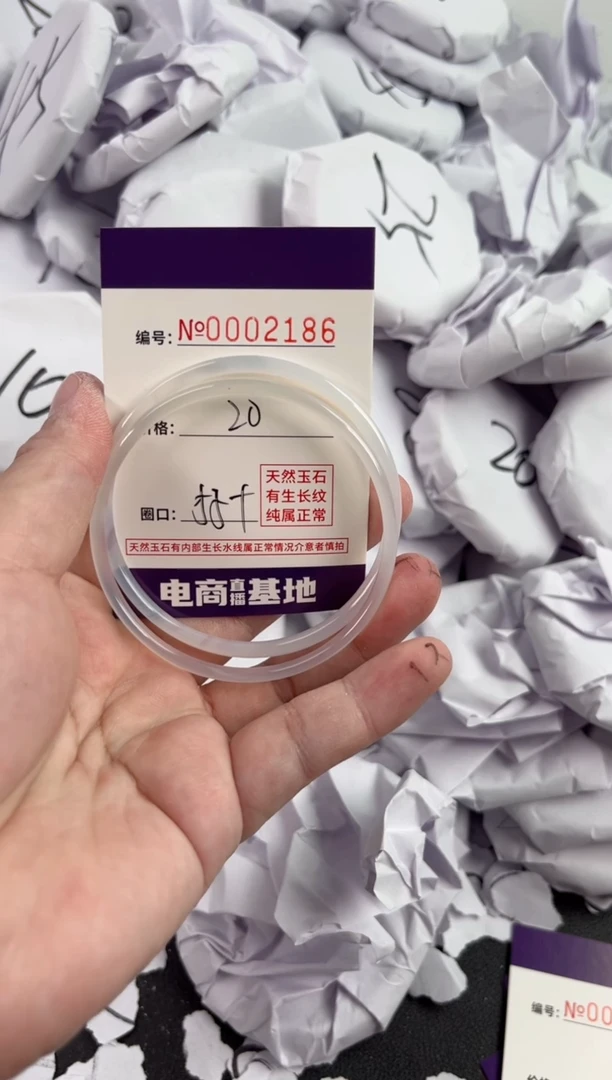 编号: №0002186
格: 20
圈口:
天然玉石
有生长纹
纯属正常
天然玉石有内部生长水线属正常情况介意者慎拍
电商直播基地
20
编号: №00